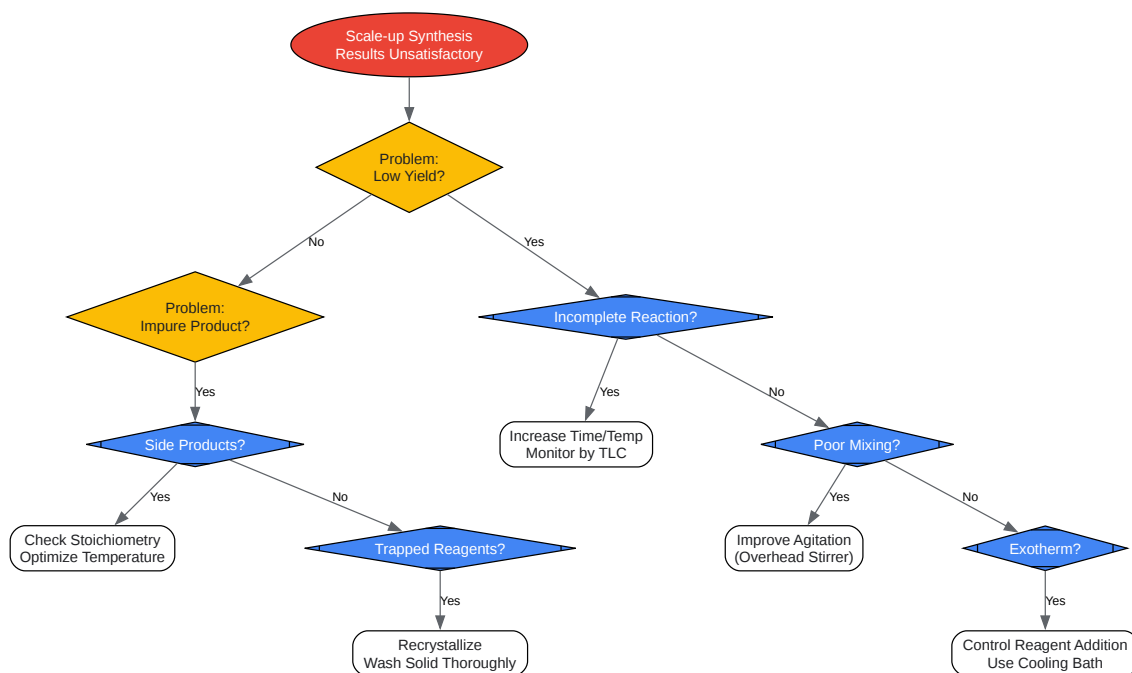 Scale-up Synthesis
Results Unsatisfactory
Problem:
Low Yield?
No
Yes
Problem:
Impure Product?
Incomplete Reaction?
Yes
Yes
No
Side Products?
Increase Time/Temp
Monitor by TLC
Poor Mixing?
Yes
No
Yes
No
Check Stoichiometry
Optimize Temperature
Trapped Reagents?
Improve Agitation
(Overhead Stirrer)
Exotherm?
Yes
Yes
Recrystallize
Wash Solid Thoroughly
Control Reagent Addition
Use Cooling Bath